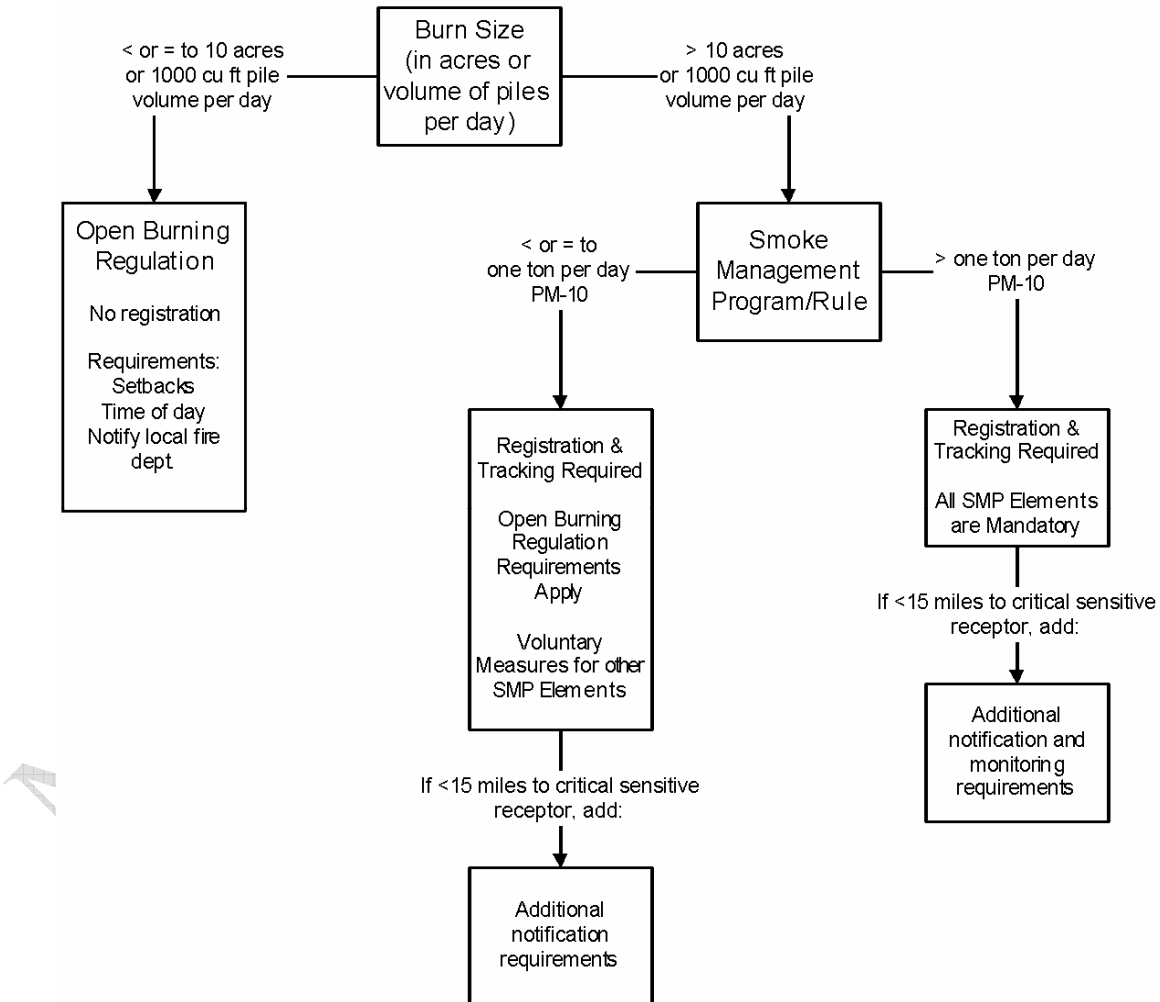 Burn Size
(in acres or
volume of piles
per day)
< or = to 10 acres
or 1000 cu ft pile
volume per day
> 10 acres
or 1000 cu ft pile
volume per day
Open Burning
Regulation
No registration
Requirements:
Setbacks
Time of day
Notify local fire
dept.
Smoke
Management
Program/Rule
< or = to
one ton per day
PM-10
> one ton per day
PM-10
Registration &
Tracking Required
Open Burning
Regulation
Requirements
Apply
Voluntary
Measures for other
SMP Elements
If <15 miles to critical sensitive
receptor, add:
Additional
notification
requirements
Registration &
Tracking Required
All SMP Elements
are Mandatory
If <15 miles to critical sensitive
receptor, add:
Additional
notification and
monitoring
requirements